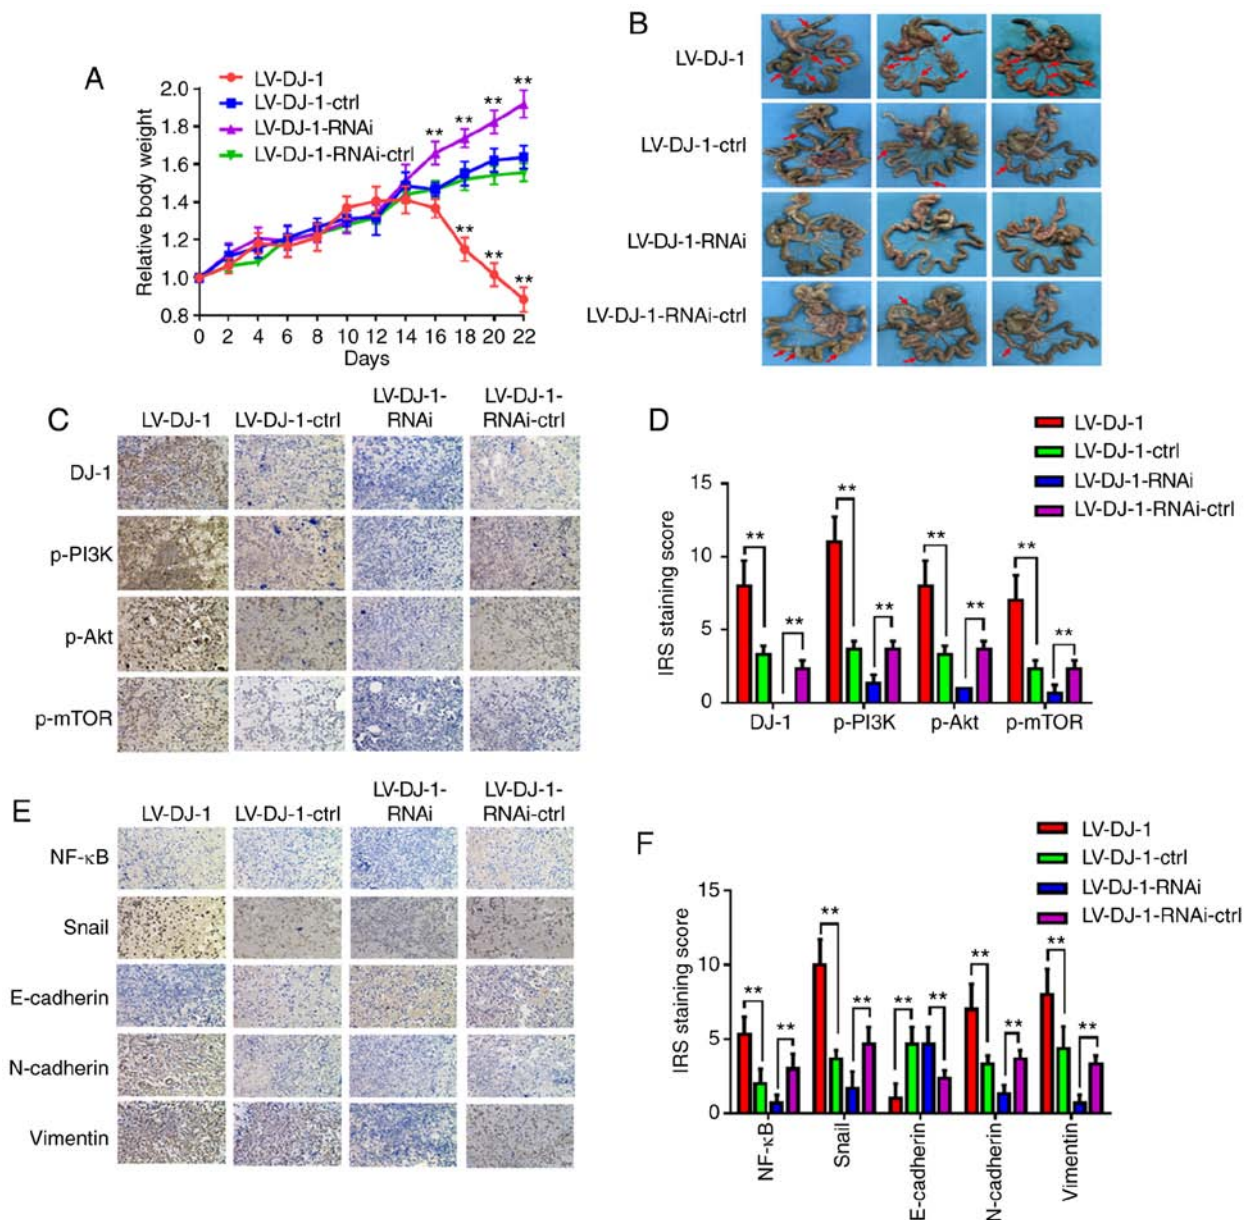 A
LV-DJ-1
LV-DJ-1-ctrl
LV-DJ-1-RNAi
LV-DJ-1-RNAi-ctrl
Relative body weight
2.0
1.8
1.6
1.4
1.2
1.0
0.8
** ** ** **
** ** **
0 2 4 6 8 10 12 14 16 18 20 22
Days
B
LV-DJ-1
LV-DJ-1-ctrl
LV-DJ-1-RNAi
LV-DJ-1-RNAi-ctrl
C
LV-DJ-1 LV-DJ-1-ctrl LV-DJ-1-
RNAi LV-DJ-1-
RNAi-ctrl
DJ-1
p-PI3K
p-Akt
p-mTOR
D
LV-DJ-1
LV-DJ-1-ctrl
LV-DJ-1-RNAi
LV-DJ-1-RNAi-ctrl
IRS staining score
15
10
5
0
** ** ** ** ** ** ** **
DJ-1 p-PI3K p-Akt p-mTOR
E
LV-DJ-1 LV-DJ-1-ctrl LV-DJ-1-
RNAi LV-DJ-1-
RNAi-ctrl
NF-κB
Snail
E-cadherin
N-cadherin
Vimentin
F
LV-DJ-1
LV-DJ-1-ctrl
LV-DJ-1-RNAi
LV-DJ-1-RNAi-ctrl
IRS staining score
15
10
5
0
** ** ** ** ** ** ** ** ** **
NF-κB
Snail
E-cadherin
N-cadherin
Vimentin